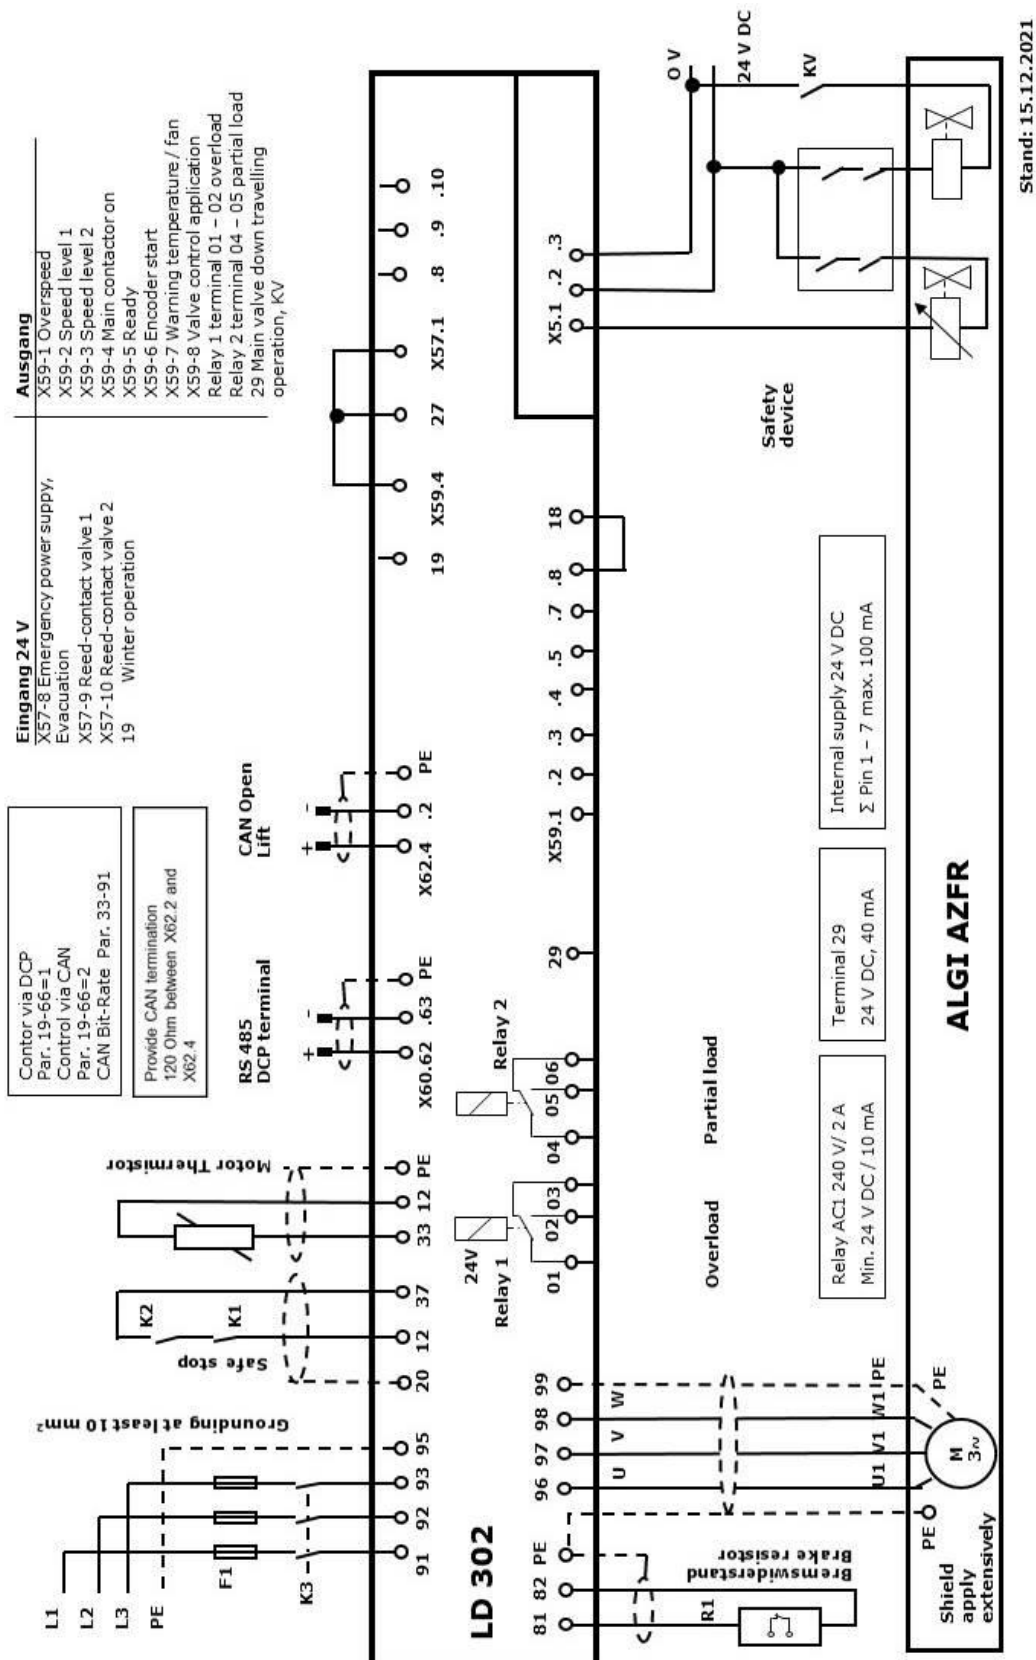 L1
L2
L3
PE
F1
K3
91
92
93
95
Grounding at least 10 mm²
Safe stop
K2
K1
20
12
37
Motor Thermistor
33
12
PE
Contor via DCP
Par. 19-66=1
Control via CAN
Par. 19-66=2
CAN Bit-Rate Par. 33-91
Provide CAN termination
120 Ohm between X62.2 and
X62.4
RS 485
DCP terminal
+
-
X60.62
.63
PE
CAN Open
Lift
+
-
X62.4
.2
PE
Eingang 24 V
X57-8 Emergency power suppy,
Evacuation
X57-9 Reed-contact valve 1
X57-10 Reed-contact valve 2
19 Winter operation
Ausgang
X59-1 Overspeed
X59-2 Speed level 1
X59-3 Speed level 2
X59-4 Main contactor on
X59-5 Ready
X59-6 Encoder start
X59-7 Warning temperature / fan
X59-8 Valve control application
Relay 1 terminal 01 – 02 overload
Relay 2 terminal 04 – 05 partial load
29 Main valve down travelling
operation, KV
19
X59.4
27
X57.1
.8
.9
.10
LD 302
24V
Relay 1
Relay 2
81
82
PE
96
97
98
99
01
02
03
04
05
06
29
X59.1
.2
.3
.4
.5
.7
.8
18
X5.1
.2
.3
0 V
24 V DC
KV
U
V
W
Overload
Partial load
Safety
device
R1
Bremswiderstand
Brake resistor
Relay AC1 240 V/ 2 A
Min. 24 V DC / 10 mA
Terminal 29
24 V DC, 40 mA
Internal supply 24 V DC
Σ Pin 1 – 7 max. 100 mA
U1
V1
W1
PE
PE
PE
M
3~
Shield
apply
extensively
ALGI AZFR
Stand: 15.12.2021